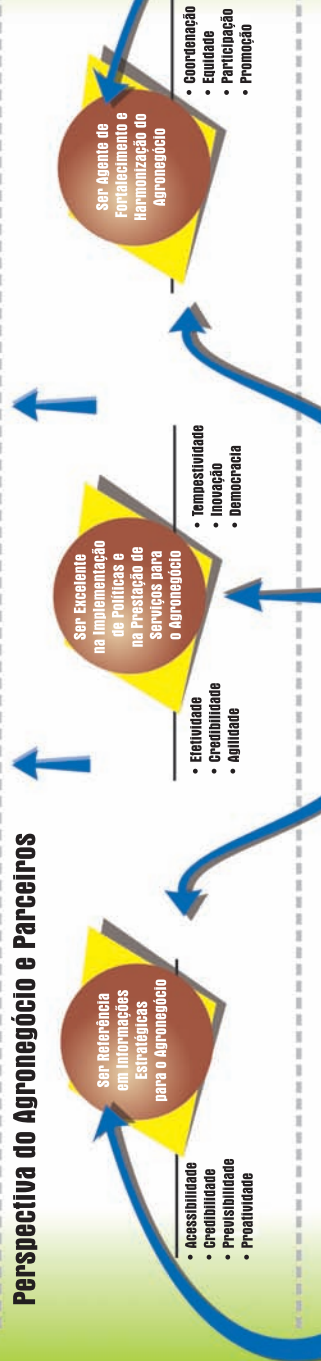 Perspectiva do Agronegócio e Parceiros
Ser Referência
em Informações
Estratégicas
para o Agronegócio
• Acessibilidade
• Credibilidade
• Previsibilidade
• Proatividade
Ser Excelente
na Implementação
de Políticas e
na Prestação de
Serviços para
o Agronegócio
• Efetividade
• Credibilidade
• Agilidade
• Tempestividade
• Inovação
• Democracia
Ser Agente de
Fortalecimento e
Harmonização do
Agronegócio
• Coordenação
• Equidade
• Participação
• Promoção